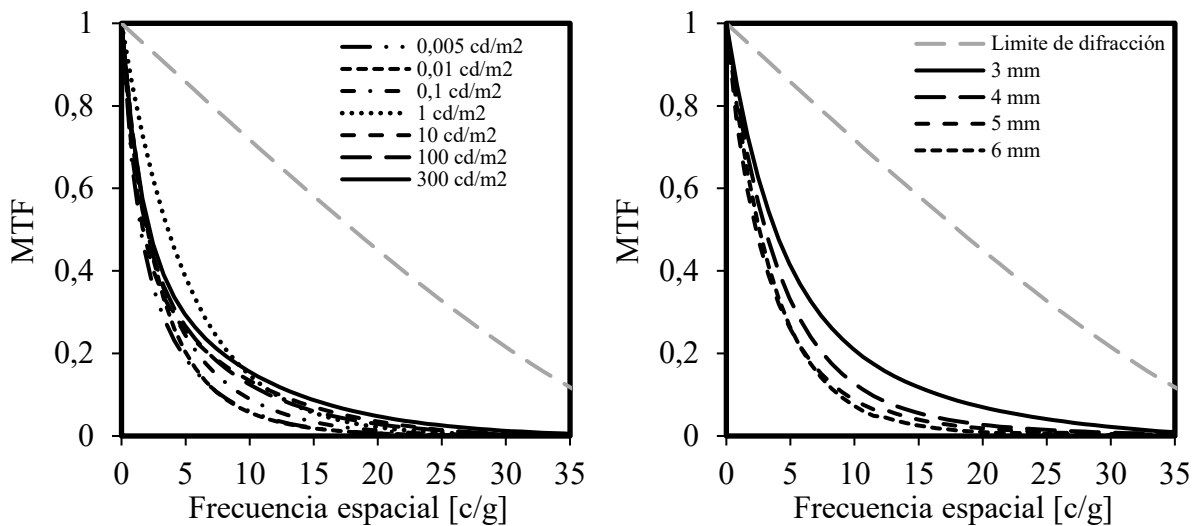 MTF
1
0,8
0,6
0,4
0,2
0
0 5 10 15 20 25 30 35
Frecuencia espacial [c/g]
0,005 cd/m2
0,01 cd/m2
0,1 cd/m2
1 cd/m2
10 cd/m2
100 cd/m2
300 cd/m2
MTF
1
0,8
0,6
0,4
0,2
0
0 5 10 15 20 25 30 35
Frecuencia espacial [c/g]
Limite de difracción
3 mm
4 mm
5 mm
6 mm